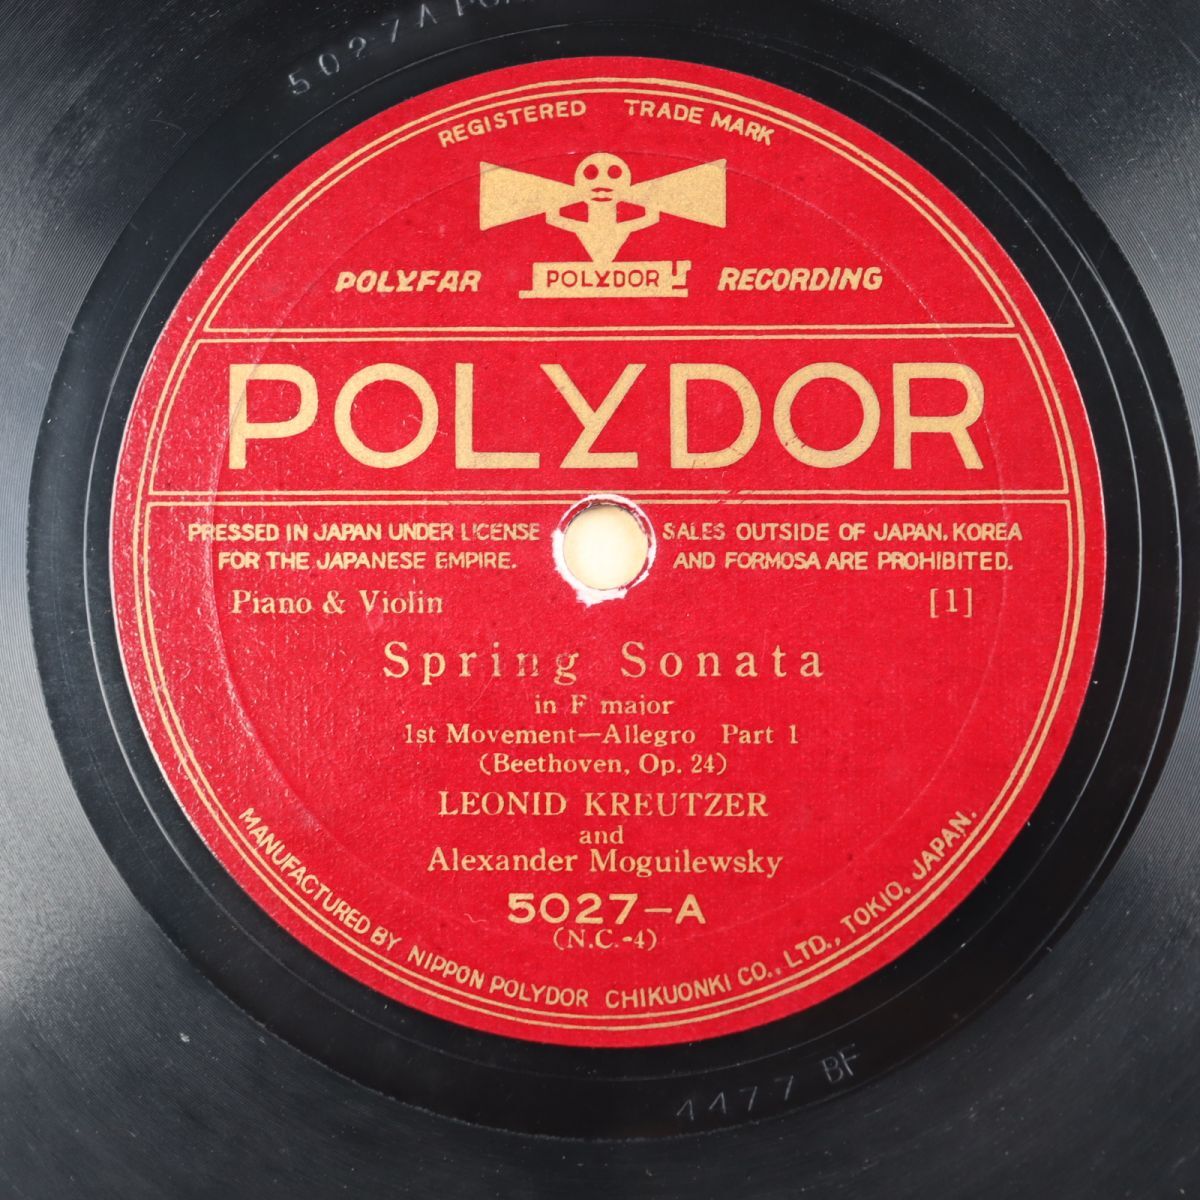 5027A
REGISTERED TRADE MARK
POLYFAR POLYDOR RECORDING
POLYDOR
PRESSED IN JAPAN UNDER LICENSE
FOR THE JAPANESE EMPIRE.
SALES OUTSIDE OF JAPAN, KOREA
AND FORMOSA ARE PROHIBITED.
Piano & Violin [1]
Spring Sonata
in F major
1st Movement—Allegro Part 1
(Beethoven, Op. 24)
LEONID KREUTZER
and
Alexander Moguilewsky
5027-A
(N.C.-4)
MANUFACTURED BY NIPPON POLYDOR CHIKUONKI CO., LTD., TOKIO, JAPAN.
1177 BF